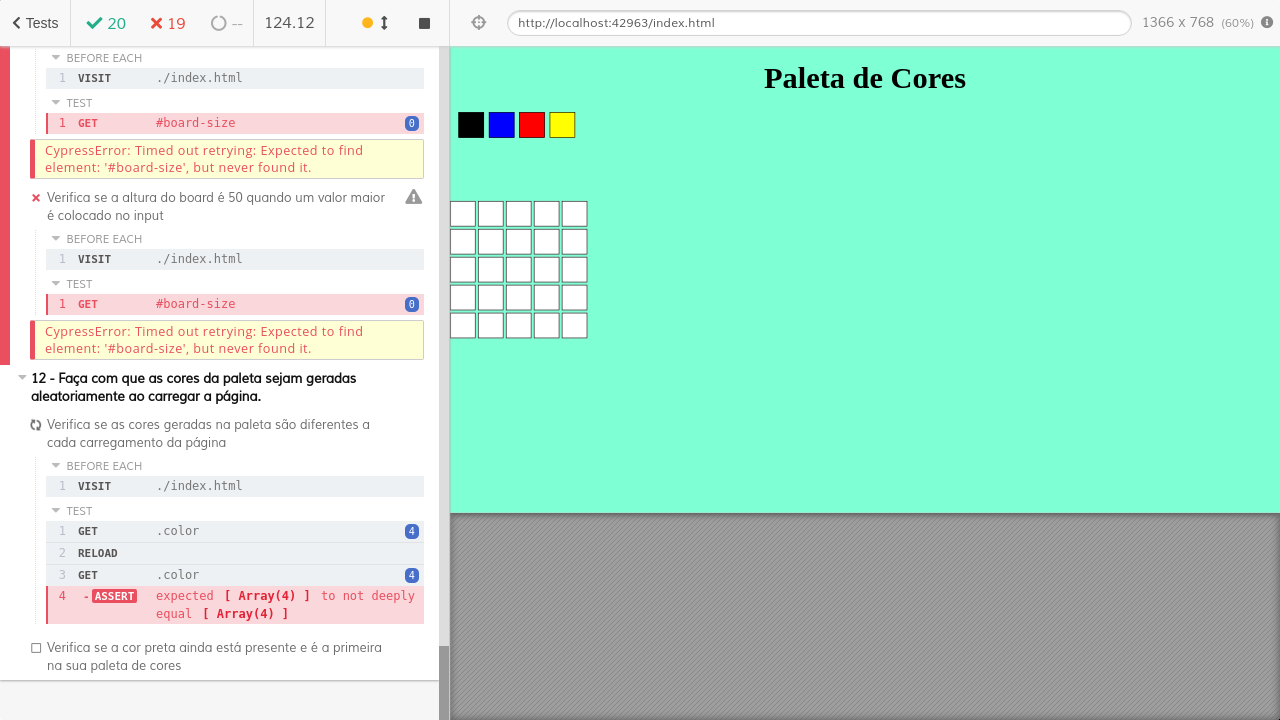 Tests 20 19 -- 124.12 http://localhost:42963/index.html 1366 x 768 (60%)
BEFORE EACH
1 VISIT ./index.html
TEST
1 GET #board-size 0
CypressError: Timed out retrying: Expected to find
element: '#board-size', but never found it.
Verifica se a altura do board é 50 quando um valor maior
é colocado no input
BEFORE EACH
1 VISIT ./index.html
TEST
1 GET #board-size 0
CypressError: Timed out retrying: Expected to find
element: '#board-size', but never found it.
12 - Faça com que as cores da paleta sejam geradas
aleatoriamente ao carregar a página.
Verifica se as cores geradas na paleta são diferentes a
cada carregamento da página
BEFORE EACH
1 VISIT ./index.html
TEST
1 GET .color 4
2 RELOAD
3 GET .color 4
4 -ASSERT expected [ Array(4) ] to not deeply
equal [ Array(4) ]
Verifica se a cor preta ainda está presente e é a primeira
na sua paleta de cores
Paleta de Cores